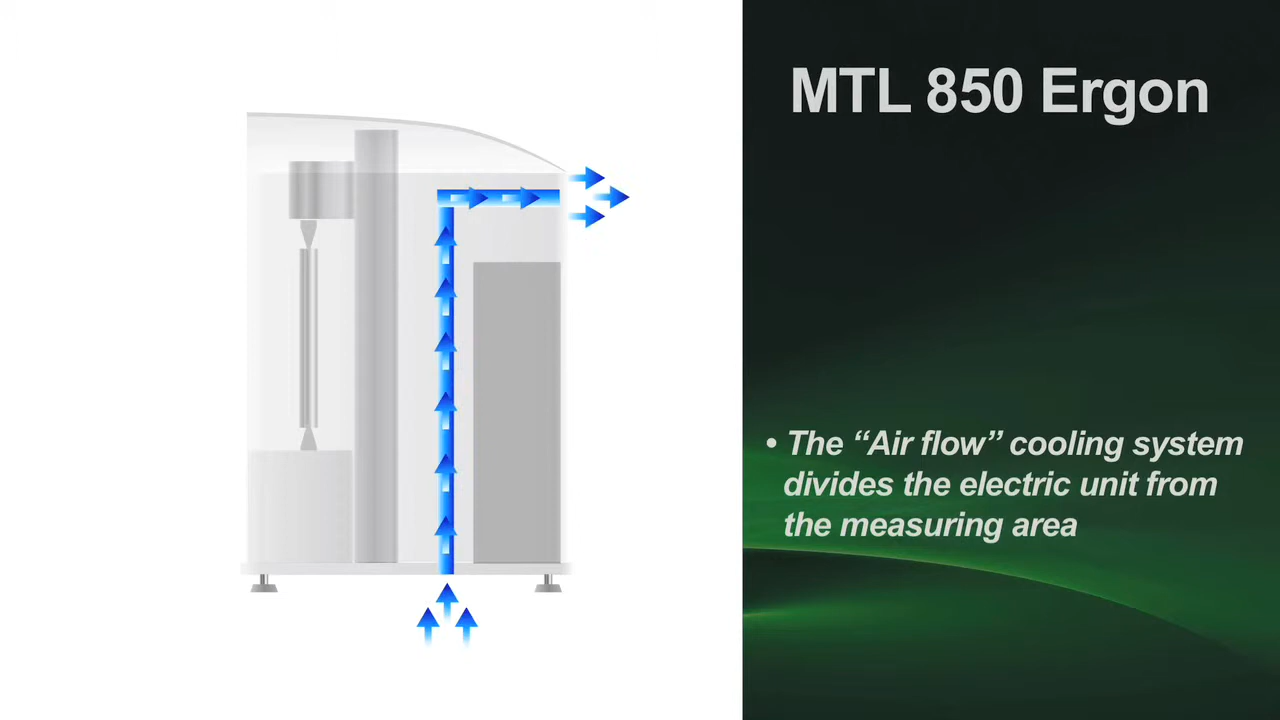 MTL 850 Ergon
• The “Air flow” cooling system
divides the electric unit from
the measuring area